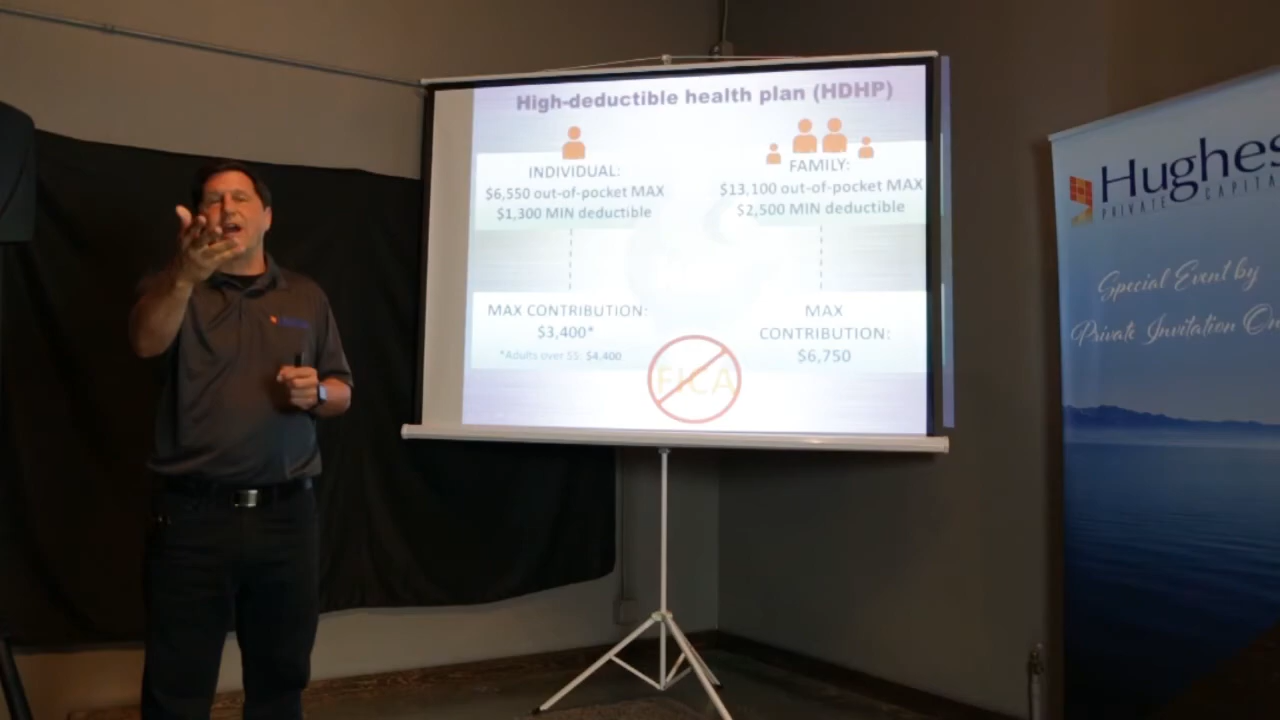 High-deductible health plan (HDHP)
INDIVIDUAL:
$6,550 out-of-pocket MAX
$1,300 MIN deductible
MAX CONTRIBUTION:
$3,400*
*Adults over 55: $4,400
FAMILY:
$13,100 out-of-pocket MAX
$2,500 MIN deductible
MAX
CONTRIBUTION:
$6,750
FICA
Hughes
PRIVATE CAPITA
Special Event by
Private Invitation On